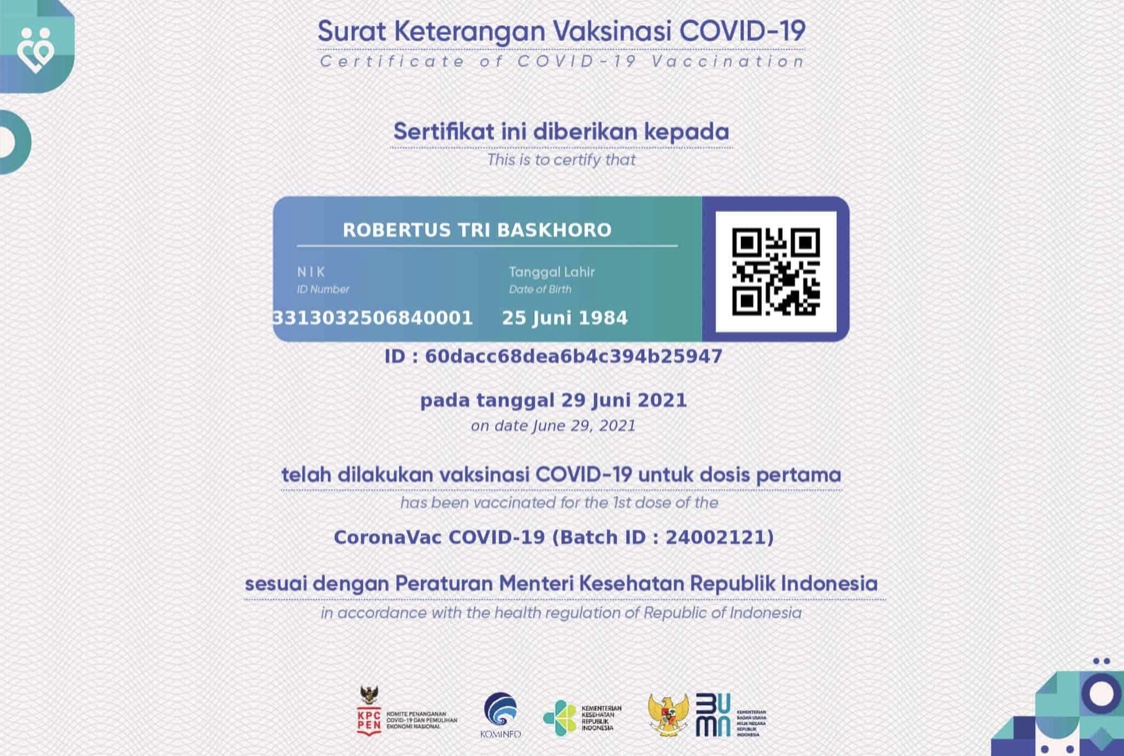 Surat Keterangan Vaksinasi COVID-19
Certificate of COVID-19 Vaccination
Sertifikat ini diberikan kepada
This is to certify that
ROBERTUS TRI BASKHORO
NIK
Tanggal Lahir
ID Number
Date of Birth
3313032506840001
25 Juni 1984
ID : 60dacc68dea6b4c394b25947
pada tanggal 29 Juni 2021
on date June 29, 2021
telah dilakukan vaksinasi COVID-19 untuk dosis pertama
has been vaccinated for the 1st dose of the
CoronaVac COVID-19 (Batch ID : 24002121)
sesuai dengan Peraturan Menteri Kesehatan Republik Indonesia
in accordance with the health regulation of Republic of Indonesia
KPC
PEN
KOMITE PENANGANAN
COVID-19 DAN PEMULIHAN
EKONOMI NASIONAL
KOMINFO
KEMENTERIAN
KESEHATAN
REPUBLIK
INDONESIA
BUMN
KEMENTERIAN
BADAN USAHA
MILIK NEGARA
REPUBLIK
INDONESIA